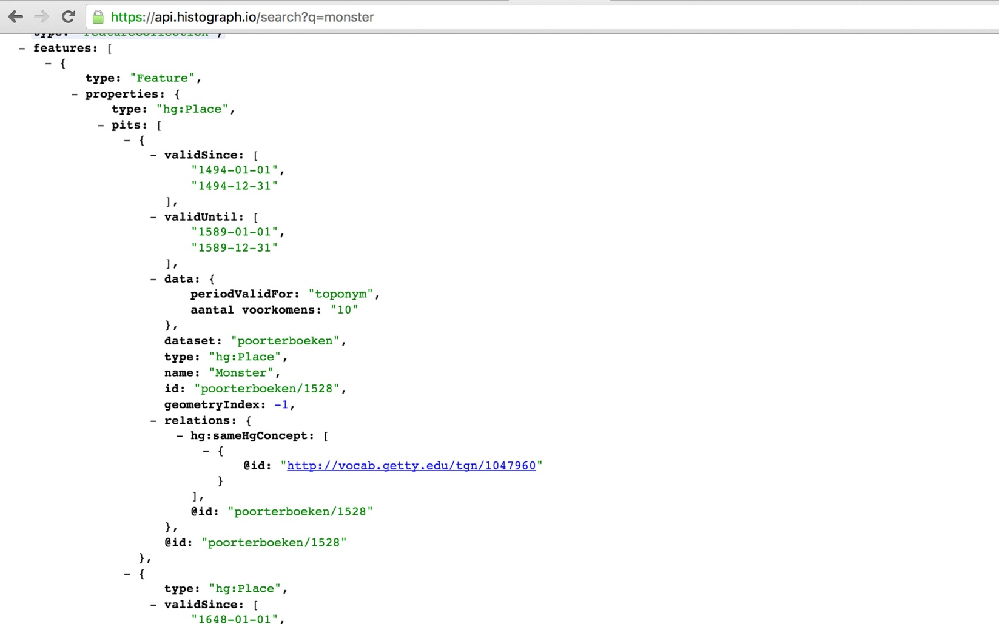 https://api.histograph.io/search?q=monster
type: "FeatureCollection",
- features: [
- {
type: "Feature",
- properties: {
type: "hg:Place",
- pits: [
- {
- validSince: [
"1494-01-01",
"1494-12-31"
],
- validUntil: [
"1589-01-01",
"1589-12-31"
],
- data: {
periodValidFor: "toponym",
aantal voorkomens: "10"
},
dataset: "poorterboeken",
type: "hg:Place",
name: "Monster",
id: "poorterboeken/1528",
geometryIndex: -1,
- relations: {
- hg:sameHgConcept: [
- {
@id: "http://vocab.getty.edu/tgn/1047960"
}
],
@id: "poorterboeken/1528"
},
@id: "poorterboeken/1528"
},
- {
type: "hg:Place",
- validSince: [
"1648-01-01",